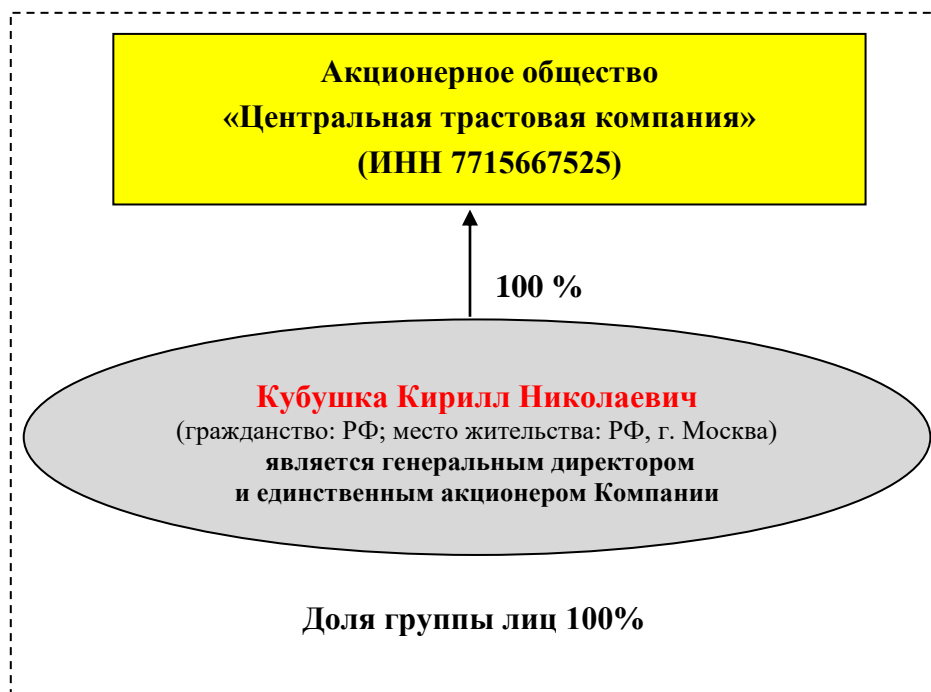 Акционерное общество
«Центральная трастовая компания»
(ИНН 7715667525)
100 %
Кубушка Кирилл Николаевич
(гражданство: РФ; место жительства: РФ, г. Москва)
является генеральным директором
и единственным акционером Компании
Доля группы лиц 100%